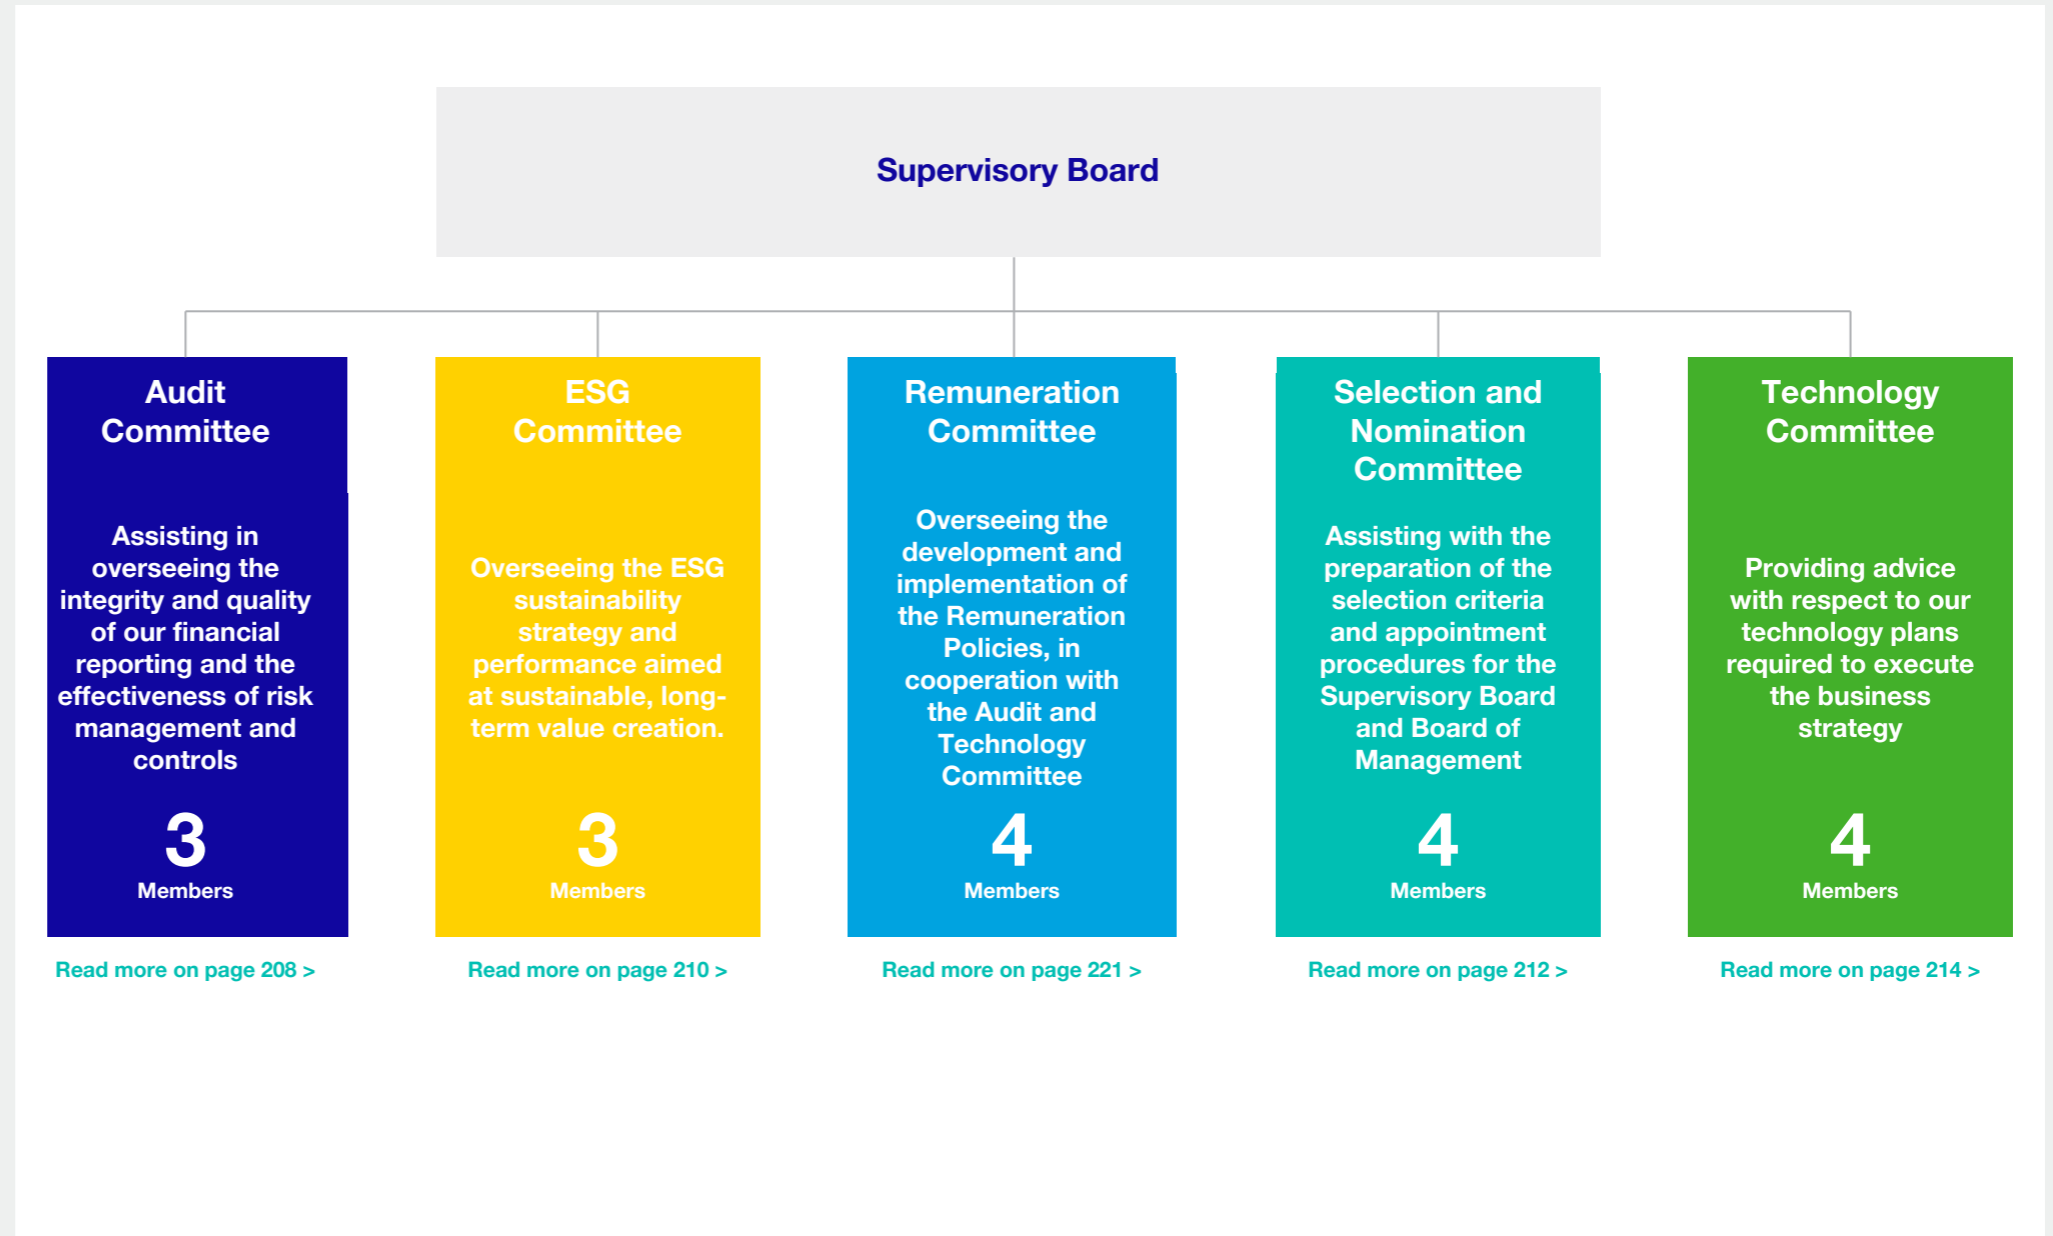 Supervisory Board
Audit
Committee
Assisting in
overseeing the
integrity and quality
of our financial
reporting and the
effectiveness of risk
management and
controls
3
Members
Read more on page 208 >
ESG
Committee
Overseeing the ESG
sustainability
strategy and
performance aimed
at sustainable, long-
term value creation.
3
Members
Read more on page 210 >
Remuneration
Committee
Overseeing the
development and
implementation of
the Remuneration
Policies, in
cooperation with
the Audit and
Technology
Committee
4
Members
Read more on page 221 >
Selection and
Nomination
Committee
Assisting with the
preparation of the
selection criteria
and appointment
procedures for the
Supervisory Board
and Board of
Management
4
Members
Read more on page 212 >
Technology
Committee
Providing advice
with respect to our
technology plans
required to execute
the business
strategy
4
Members
Read more on page 214 >